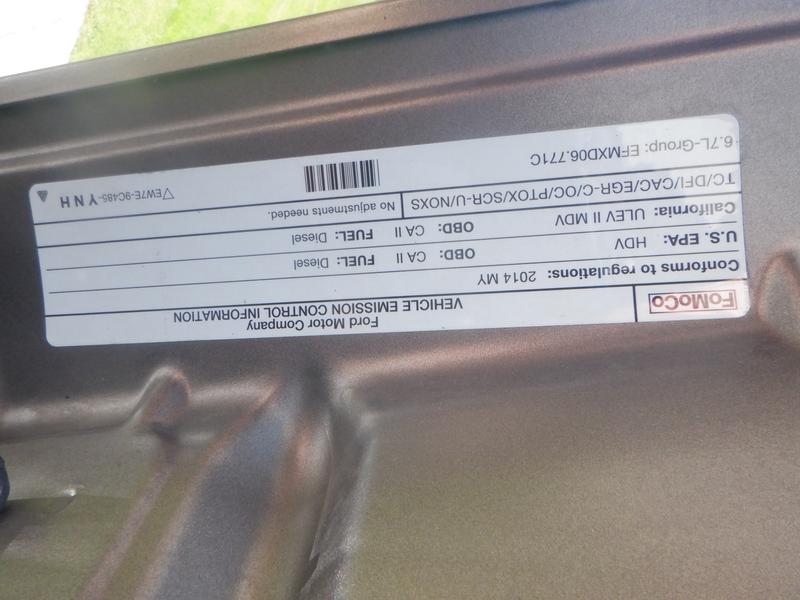 FoMoCo
Ford Motor Company
VEHICLE EMISSION CONTROL INFORMATION
Conforms to regulations: 2014 MY
U.S. EPA: HDV OBD: CA II FUEL: Diesel
California: ULEV II MDV OBD: CA II FUEL: Diesel
TC/DFI/CAC/EGR-C/OC/PTOX/SCR-U/NOXS No adjustments needed.
6.7L-Group: EFMXD06.771C EW7E-9C485-YNH